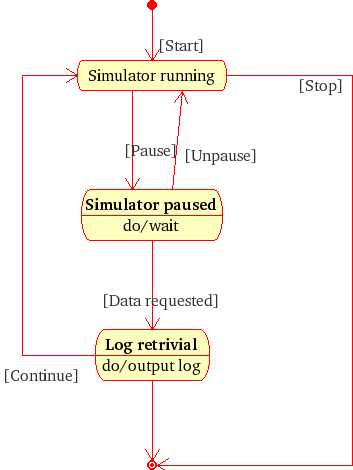 [Start]
Simulator running
[Stop]
[Pause]
[Unpause]
Simulator paused
do/wait
[Data requested]
Log retrivial
do/output log
[Continue]